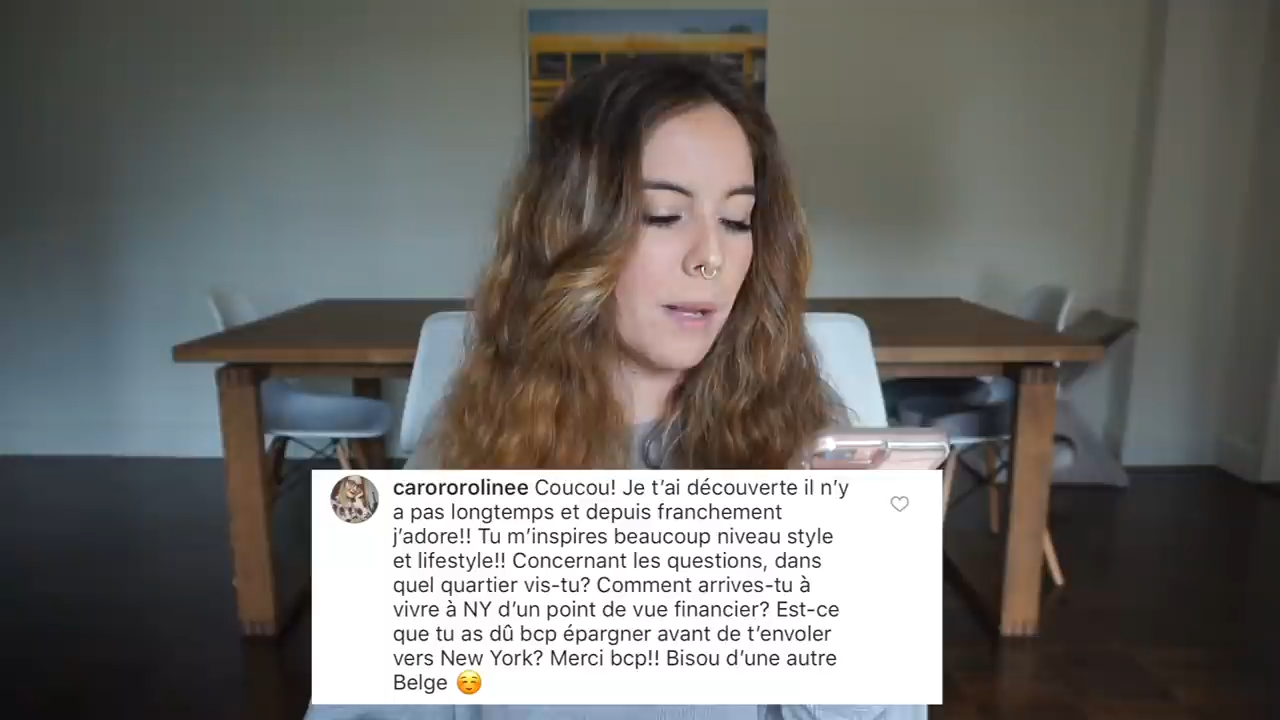 carororolinee Coucou! Je t'ai découverte il n'y
a pas longtemps et depuis franchement
j'adore!! Tu m'inspires beaucoup niveau style
et lifestyle!! Concernant les questions, dans
quel quartier vis-tu? Comment arrives-tu à
vivre à NY d'un point de vue financier? Est-ce
que tu as dû bcp épargner avant de t'envoler
vers New York? Merci bcp!! Bisou d'une autre
Belge ☺️